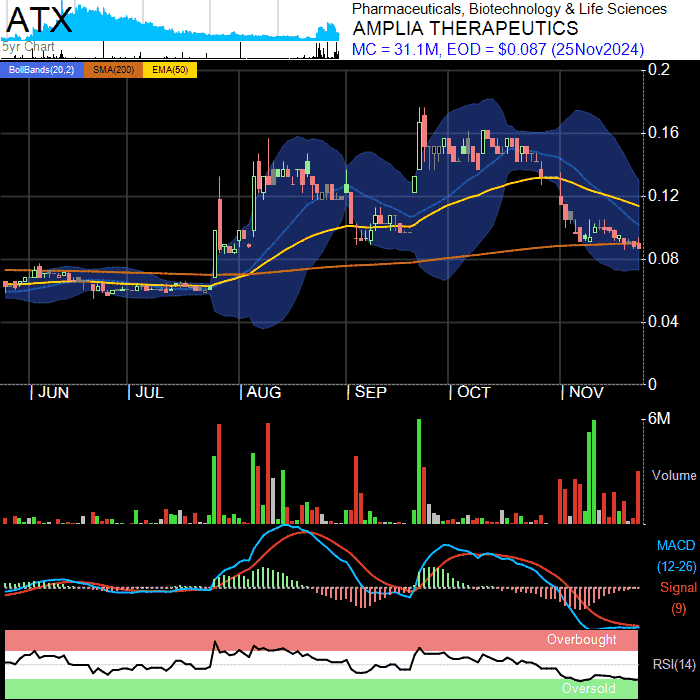 ATX
5yr Chart
Pharmaceuticals, Biotechnology & Life Sciences
AMPLIA THERAPEUTICS
MC = 31.1M, EOD = $0.087 (25Nov2024)
BollBands(20,2) SMA(200) EMA(50)
0.2
0.16
0.12
0.08
0.04
0
JUN JUL AUG SEP OCT NOV
6M
Volume
MACD
(12-26)
Signal
(9)
Overbought
RSI(14)
Oversold